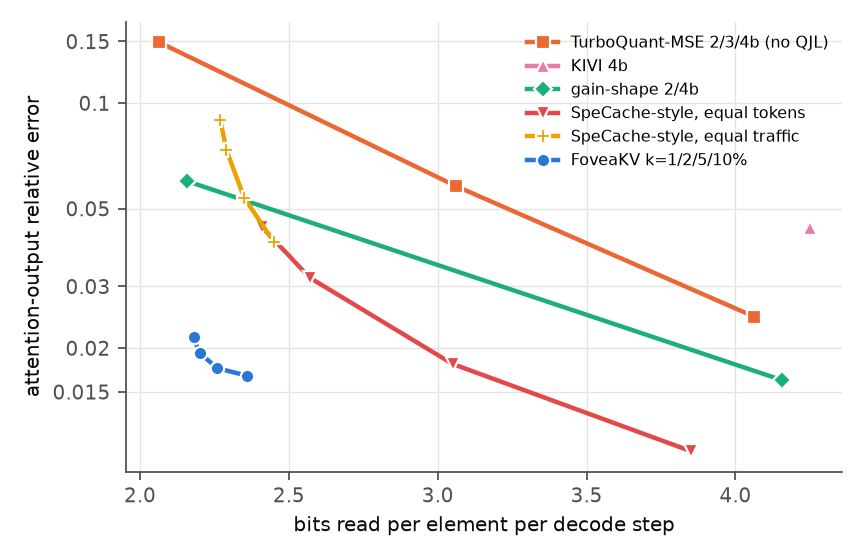 TurboQuant-MSE 2/3/4b (no QJL)
KIVI 4b
gain-shape 2/4b
SpeCache-style, equal tokens
SpeCache-style, equal traffic
FoveaKV k=1/2/5/10%
attention-output relative error
0.15
0.1
0.05
0.03
0.02
0.015
2.0 2.5 3.0 3.5 4.0
bits read per element per decode step